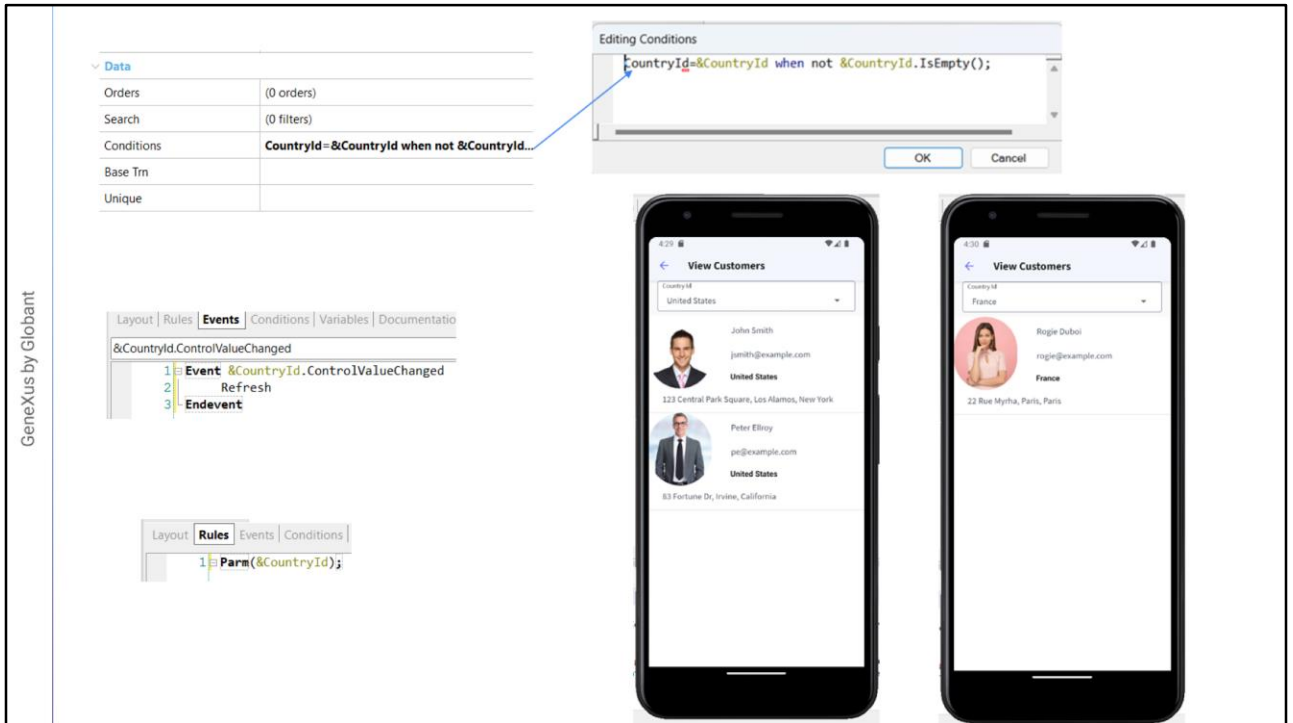 GeneXus by Globant
Data
Orders (0 orders)
Search (0 filters)
Conditions CountryId=&CountryId when not &CountryId...
Base Trn
Unique
Editing Conditions
CountryId=&CountryId when not &CountryId.IsEmpty();
OK Cancel
Layout | Rules | Events | Conditions | Variables | Documentatio
&CountryId.ControlValueChanged
1 Event &CountryId.ControlValueChanged
2 Refresh
3 Endevent
Layout | Rules Events | Conditions |
1 Parm(&CountryId);
4:29
View Customers
Country Id
United States
John Smith
jsmith@example.com
United States
123 Central Park Square, Los Alamos, New York
Peter Ellroy
pe@example.com
United States
83 Fortune Dr, Irvine, California
4:30
View Customers
Country Id
France
Rogie Duboi
rogie@example.com
France
22 Rue Myrha, Paris, Paris